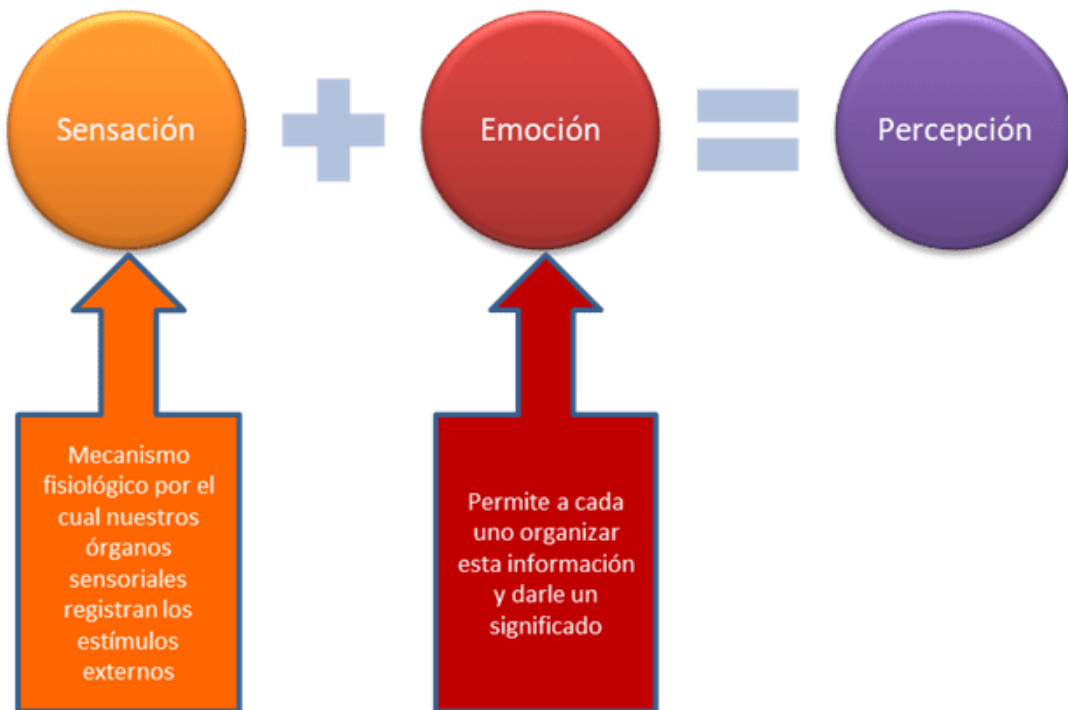 Sensación
Emoción
Percepción
Mecanismo
fisiológico por el
cual nuestros
órganos
sensoriales
registran los
estímulos
externos
Permite a cada
uno organizar
esta información
y darle un
significado